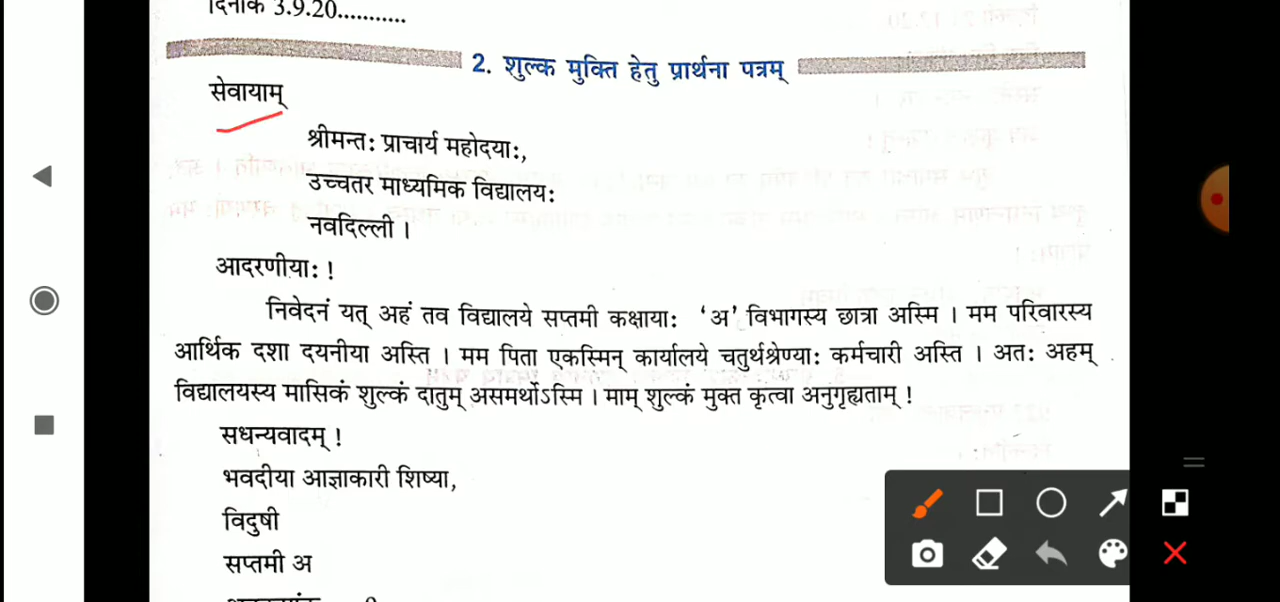 दिनांक 3.9.20...........
2. शुल्क मुक्ति हेतु प्रार्थना पत्रम्
सेवायाम्
श्रीमन्तः प्राचार्य महोदयाः,
उच्चतर माध्यमिक विद्यालयः
नवदिल्ली ।
आदरणीयाः !
निवेदनं यत् अहं तव विद्यालये सप्तमी कक्षायाः ‘अ’ विभागस्य छात्रा अस्मि । मम परिवारस्य
आर्थिक दशा दयनीया अस्ति । मम पिता एकस्मिन् कार्यालये चतुर्थश्रेण्याः कर्मचारी अस्ति । अतः अहम्
विद्यालयस्य मासिकं शुल्कं दातुम् असमर्थोऽस्मि । माम् शुल्कं मुक्त कृत्वा अनुगृह्यताम् !
सधन्यवादम् !
भवदीया आज्ञाकारी शिष्या,
विदुषी
सप्तमी अ